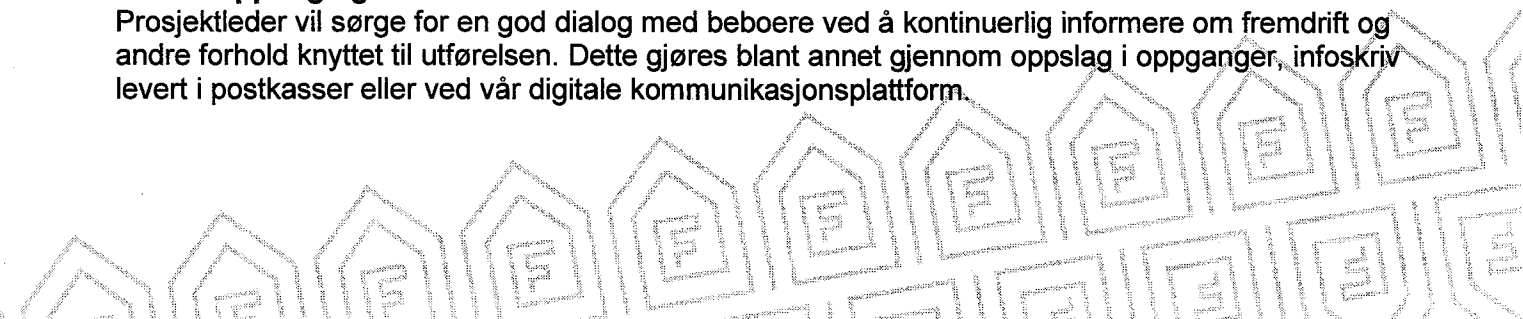 Prosjektleder vil sørge for en god dialog med beboere ved å kontinuerlig informere om fremdrift og
andre forhold knyttet til utførelsen. Dette gjøres blant annet gjennom oppslag i oppganger, infoskriv
levert i postkasser eller ved vår digitale kommunikasjonsplattform.